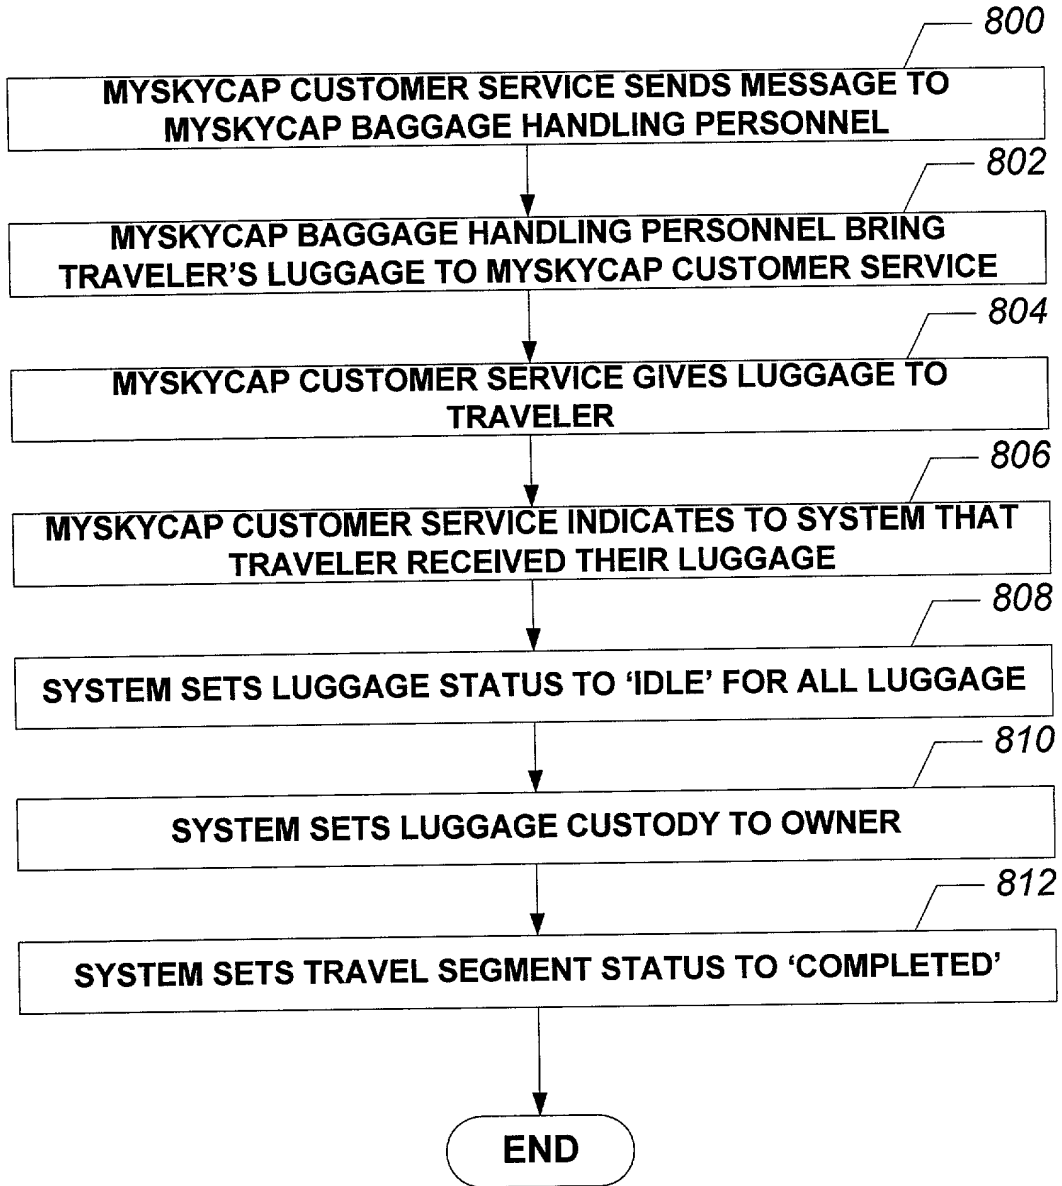 800
MYSKYCAP CUSTOMER SERVICE SENDS MESSAGE TO
MYSKYCAP BAGGAGE HANDLING PERSONNEL
802
MYSKYCAP BAGGAGE HANDLING PERSONNEL BRING
TRAVELER'S LUGGAGE TO MYSKYCAP CUSTOMER SERVICE
804
MYSKYCAP CUSTOMER SERVICE GIVES LUGGAGE TO
TRAVELER
806
MYSKYCAP CUSTOMER SERVICE INDICATES TO SYSTEM THAT
TRAVELER RECEIVED THEIR LUGGAGE
808
SYSTEM SETS LUGGAGE STATUS TO ‘IDLE’ FOR ALL LUGGAGE
810
SYSTEM SETS LUGGAGE CUSTODY TO OWNER
812
SYSTEM SETS TRAVEL SEGMENT STATUS TO ‘COMPLETED’
END